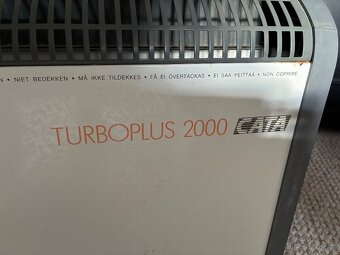 • NIET BEDEKKEN • MÅ IKKE TILDEKKES • FÅ EJ ÖVERTÄCKAS • EI SAA PEITTÄÄ • NON COPRIRE
TURBOPLUS 2000 CATA